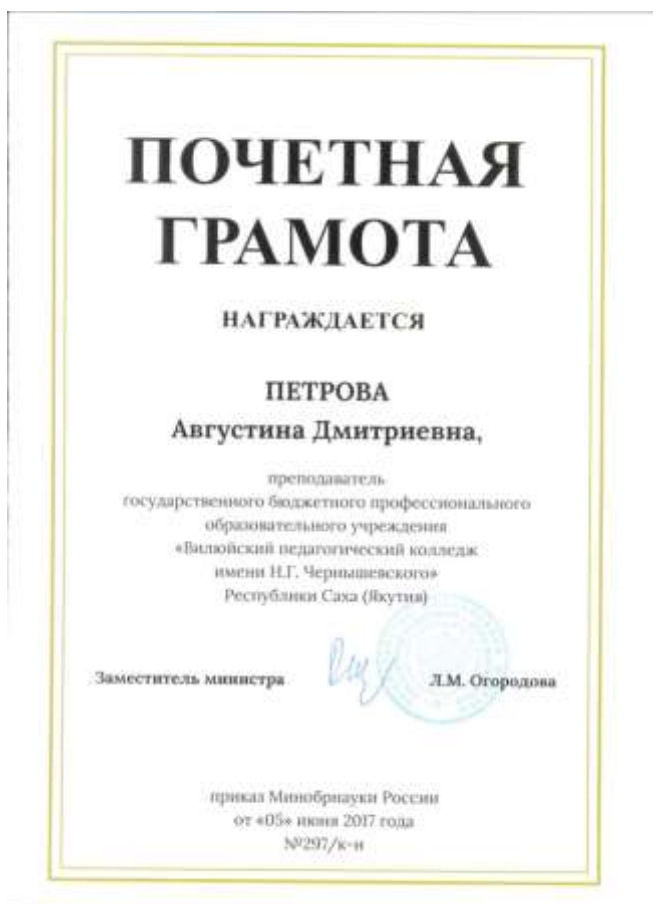 ПОЧЕТНАЯ
ГРАМОТА
НАГРАЖДАЕТСЯ
ПЕТРОВА
Августина Дмитриевна,
преподаватель
государственного бюджетного профессионального
образовательного учреждения
«Вилюйский педагогический колледж
имени Н.Г. Чернышевского»
Республики Саха (Якутия)
Заместитель министра
Л.М. Огородова
приказ Минобрнауки России
от «05» июня 2017 года
№297/к-н